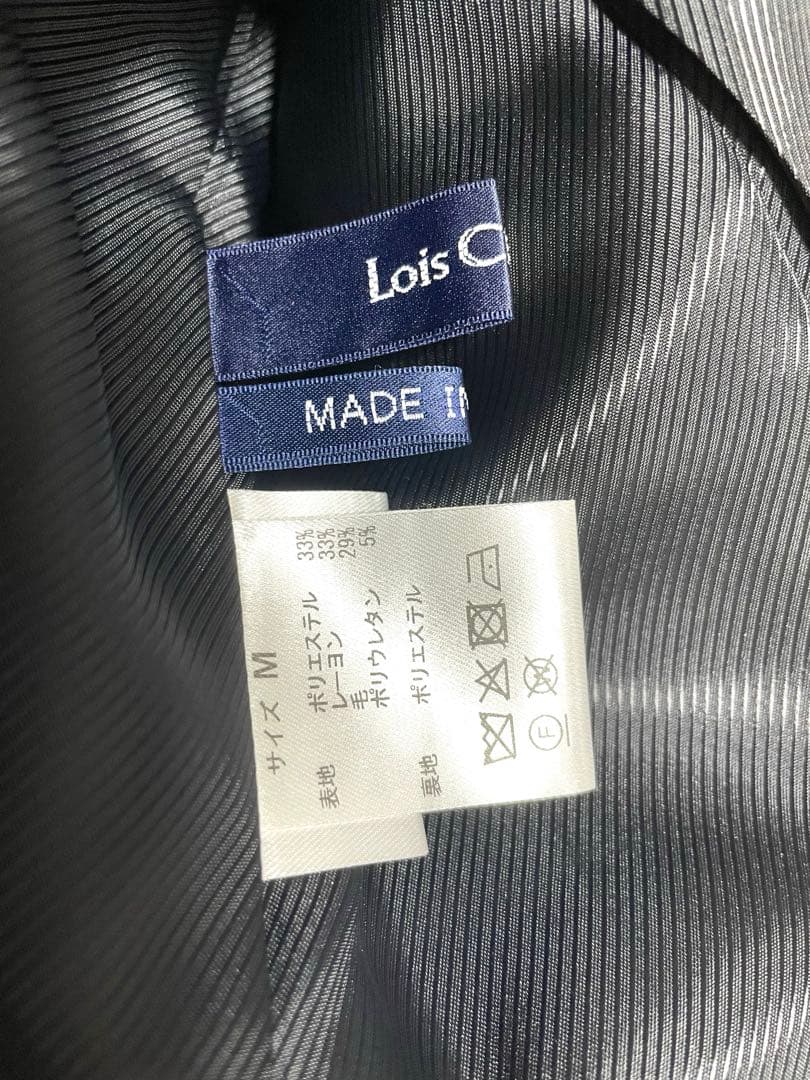 Lois
MADE
サイズ M
表地 ポリエステル 33%
レーヨン 33%
毛 29%
ポリウレタン 5%
裏地 ポリエステル
F